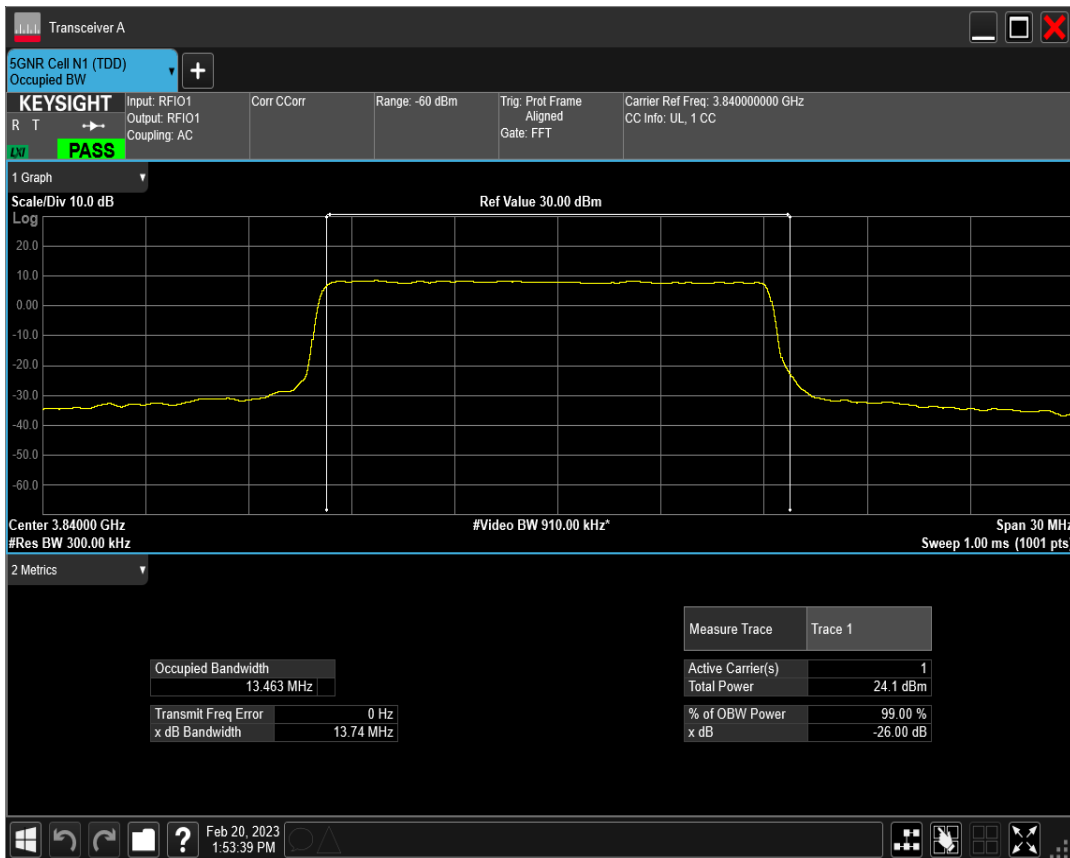 Transceiver A
5GNR Cell N1 (TDD)
Occupied BW
+
KEYSIGHT
R T
LXI
PASS
Input: RFIO1
Output: RFIO1
Coupling: AC
Corr CCorr
Range: -60 dBm
Trig: Prot Frame
Aligned
Gate: FFT
Carrier Ref Freq: 3.840000000 GHz
CC Info: UL, 1 CC
1 Graph
Scale/Div 10.0 dB
Ref Value 30.00 dBm
Log
20.0
10.0
0.00
-10.0
-20.0
-30.0
-40.0
-50.0
-60.0
Center 3.84000 GHz
#Video BW 910.00 kHz*
Span 30 MHz
#Res BW 300.00 kHz
Sweep 1.00 ms (1001 pts)
2 Metrics
Measure Trace Trace 1
Occupied Bandwidth
13.463 MHz
Active Carrier(s) 1
Total Power 24.1 dBm
Transmit Freq Error 0 Hz
x dB Bandwidth 13.74 MHz
% of OBW Power 99.00 %
x dB -26.00 dB
?
Feb 20, 2023
1:53:39 PM